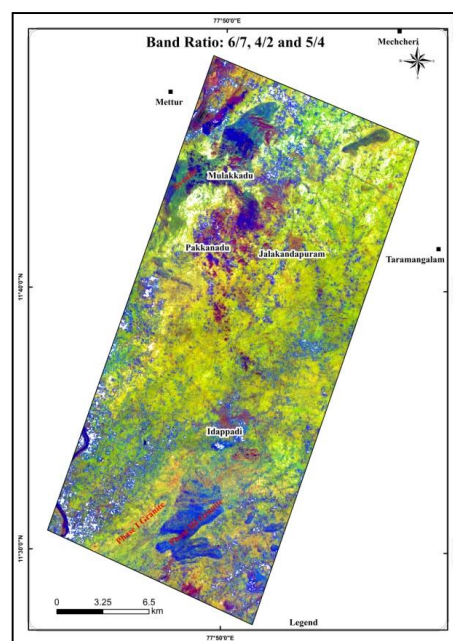 77°50'0"E
Band Ratio: 6/7, 4/2 and 5/4
Mechcheri
Mettur
Mulakkadu
Pakkanadu
Jalakandapuram
Taramangalam
11°40'0"N
Idappadi
Phase I Granite
11°30'0"N
0 3.25 6.5
km
Legend
77°50'0"E